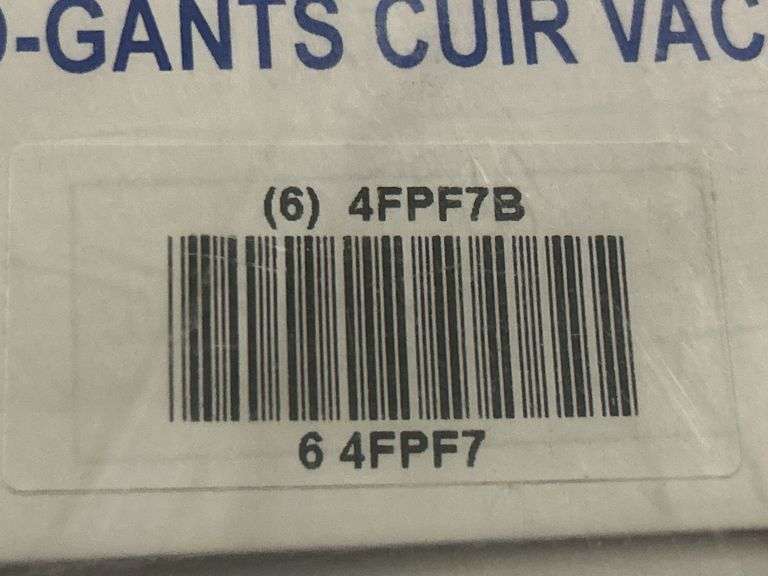 -GANTS CUIR VAC
(6) 4FPF7B
6 4FPF7